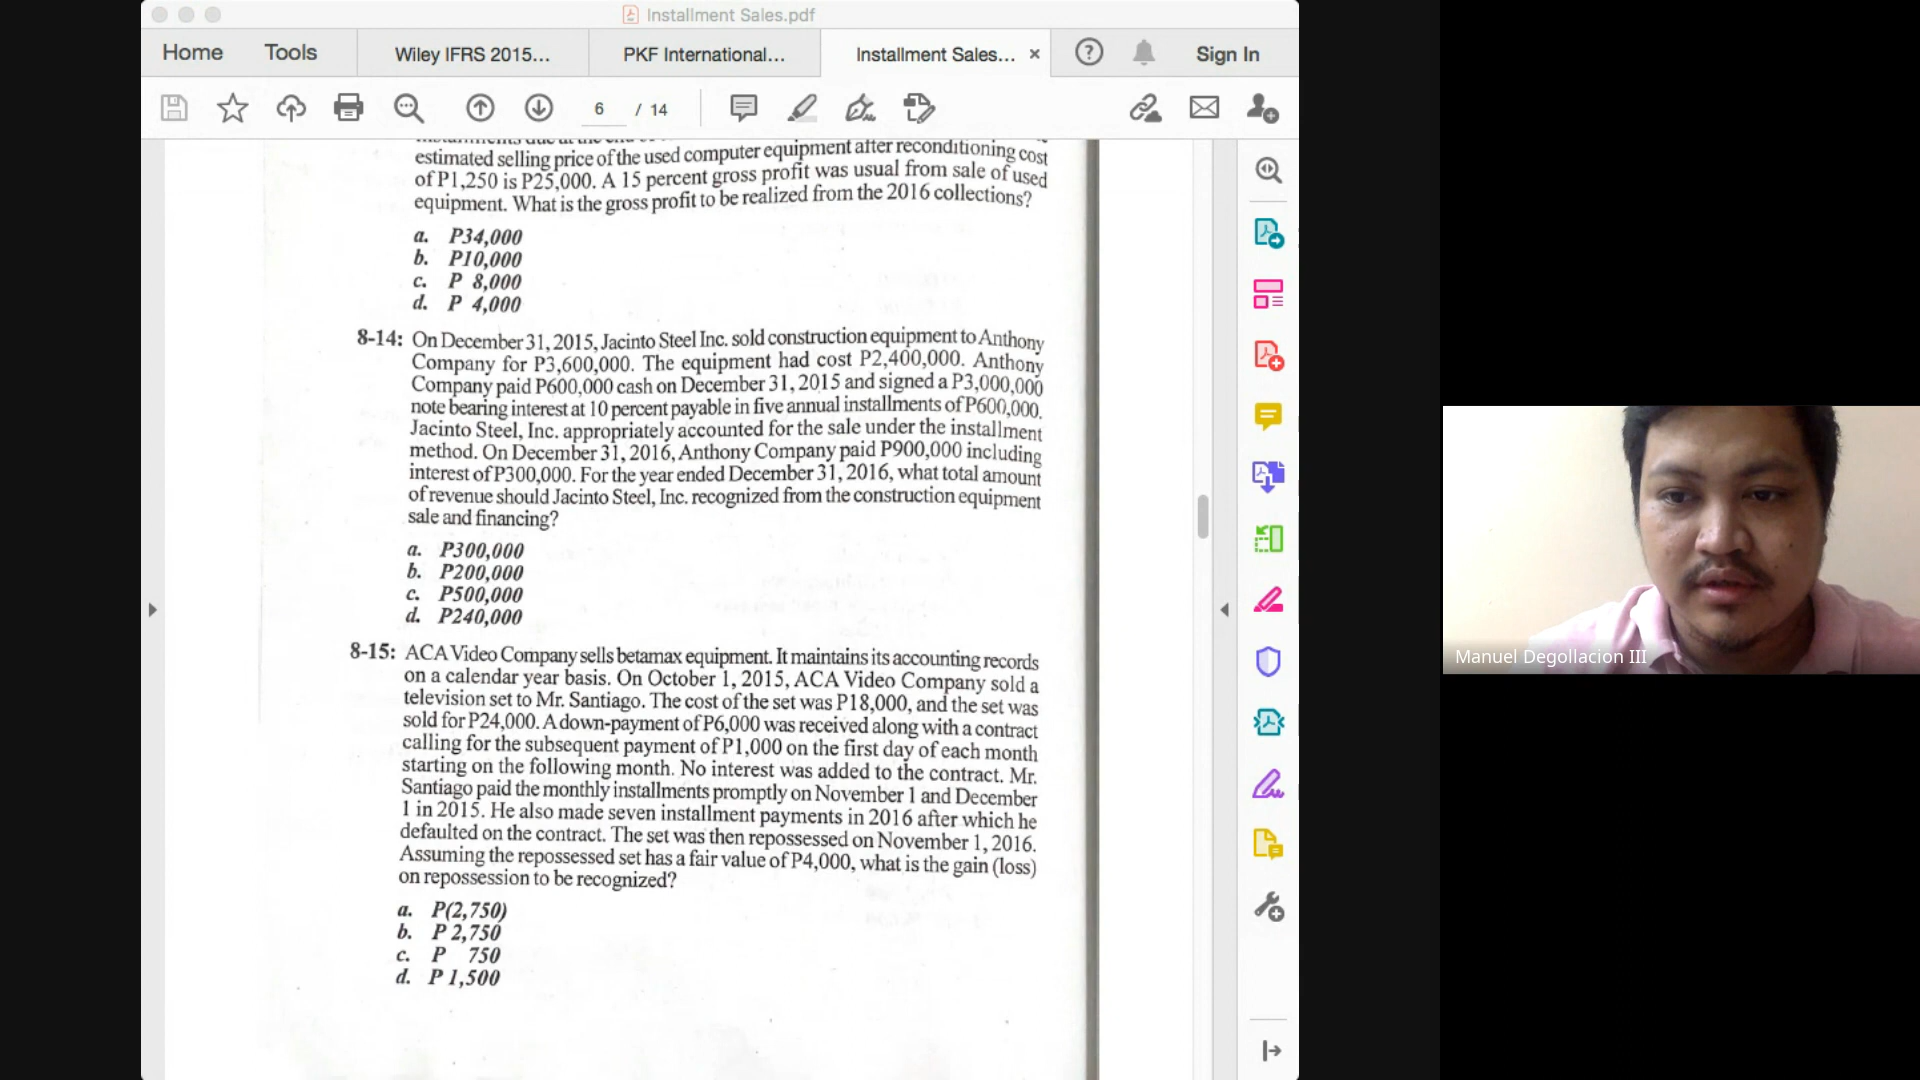 Installment Sales.pdf
Home Tools Wiley IFRS 2015... PKF International... Installment Sales... × Sign In
6 / 14
estimated selling price of the used computer equipment after reconditioning cost
of P1,250 is P25,000. A 15 percent gross profit was usual from sale of used
equipment. What is the gross profit to be realized from the 2016 collections?
a. P34,000
b. P10,000
c. P 8,000
d. P 4,000
8-14: On December 31, 2015, Jacinto Steel Inc. sold construction equipment to Anthony
Company for P3,600,000. The equipment had cost P2,400,000. Anthony
Company paid P600,000 cash on December 31, 2015 and signed a P3,000,000
note bearing interest at 10 percent payable in five annual installments of P600,000.
Jacinto Steel, Inc. appropriately accounted for the sale under the installment
method. On December 31, 2016, Anthony Company paid P900,000 including
interest of P300,000. For the year ended December 31, 2016, what total amount
of revenue should Jacinto Steel, Inc. recognized from the construction equipment
sale and financing?
a. P300,000
b. P200,000
c. P500,000
d. P240,000
8-15: ACA Video Company sells betamax equipment. It maintains its accounting records
on a calendar year basis. On October 1, 2015, ACA Video Company sold a
television set to Mr. Santiago. The cost of the set was P18,000, and the set was
sold for P24,000. A down-payment of P6,000 was received along with a contract
calling for the subsequent payment of P1,000 on the first day of each month
starting on the following month. No interest was added to the contract. Mr.
Santiago paid the monthly installments promptly on November 1 and December
1 in 2015. He also made seven installment payments in 2016 after which he
defaulted on the contract. The set was then repossessed on November 1, 2016.
Assuming the repossessed set has a fair value of P4,000, what is the gain (loss)
on repossession to be recognized?
a. P(2,750)
b. P 2,750
c. P 750
d. P 1,500
Manuel Degollacion III